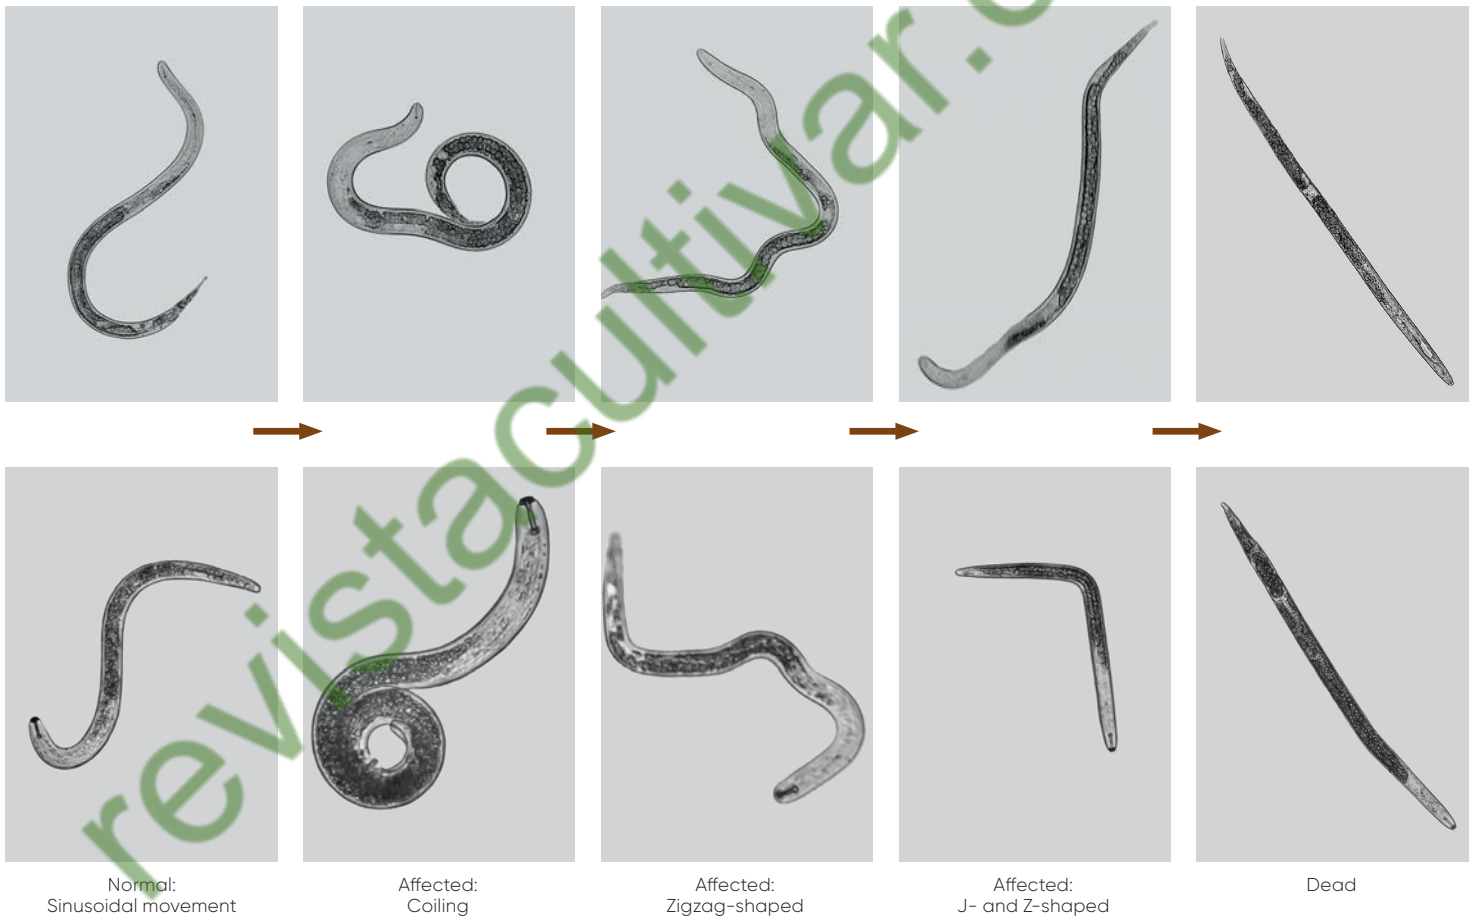 revistacultivar.c
Normal:
Sinusoidal movement
Affected:
Coiling
Affected:
Zigzag-shaped
Affected:
J- and Z-shaped
Dead